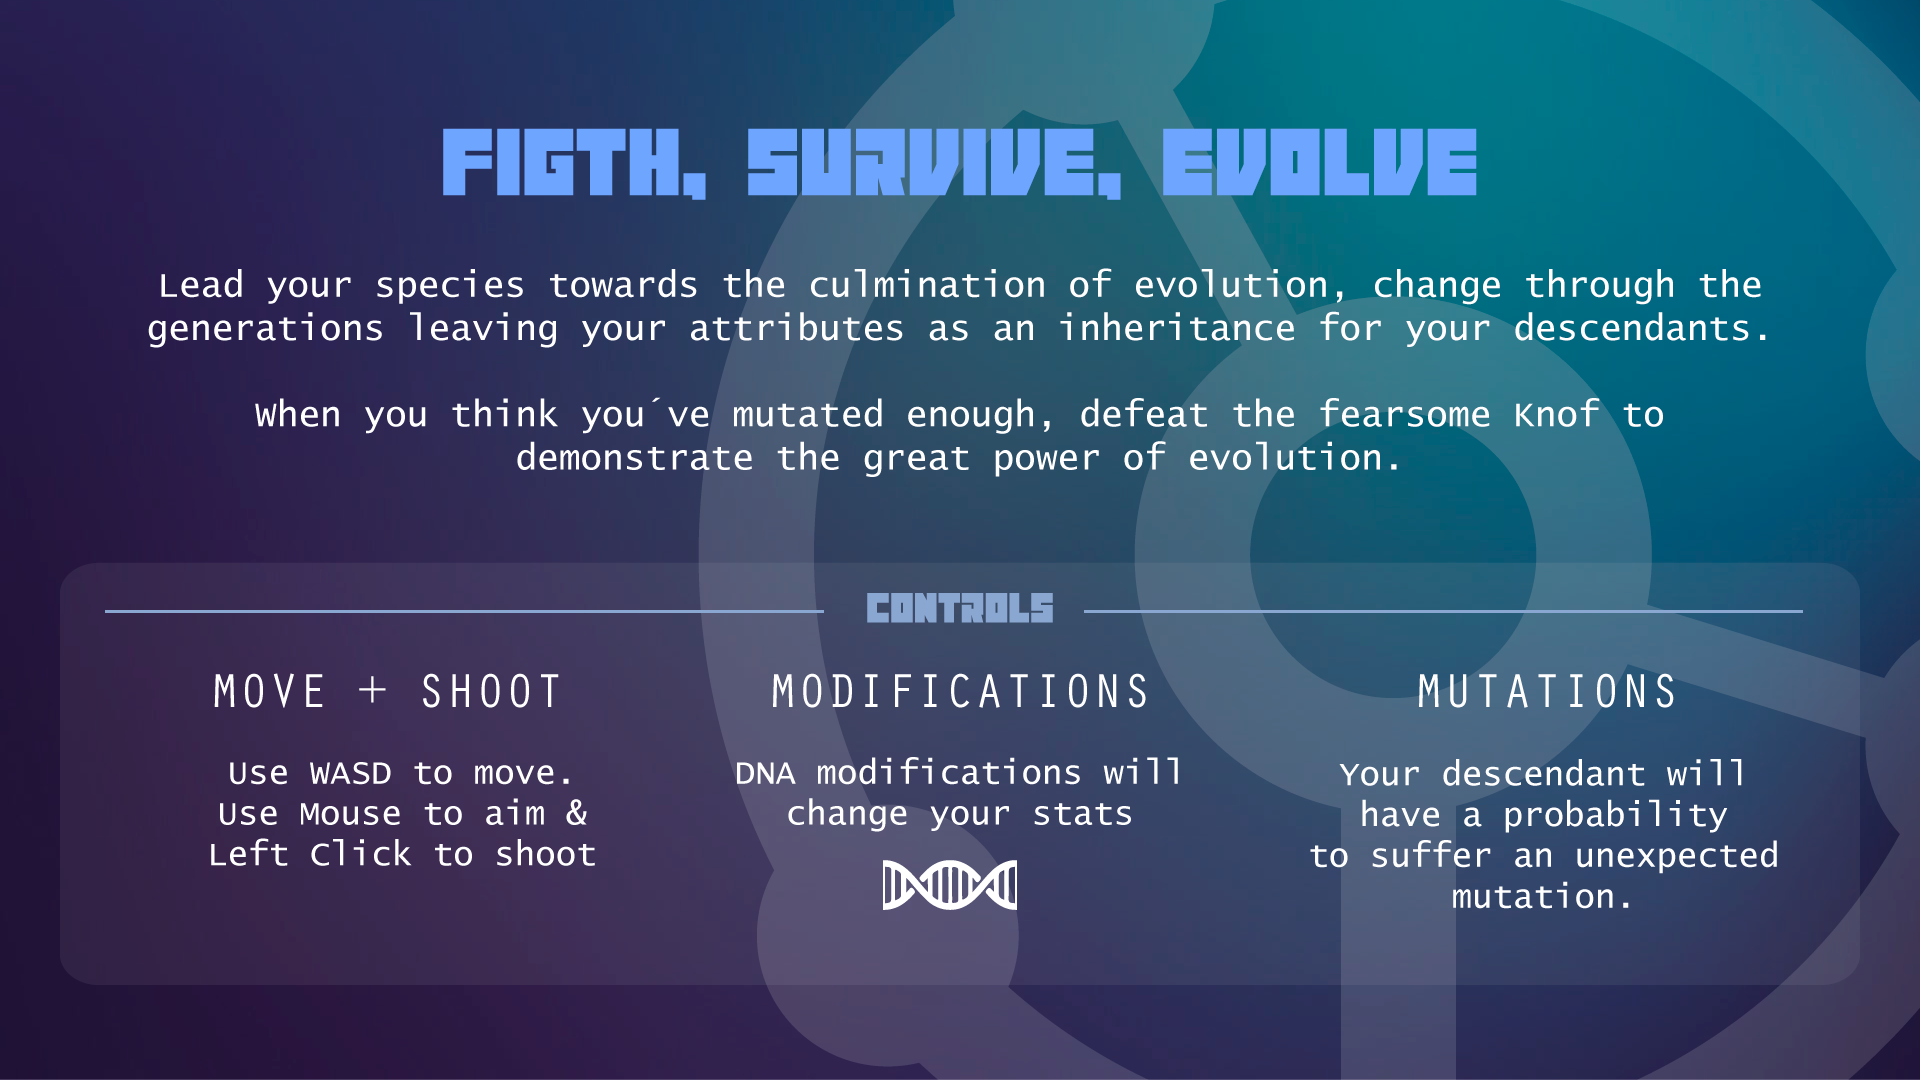 FIGTH, SURVIVE, EVOLVE
Lead your species towards the culmination of evolution, change through the
generations leaving your attributes as an inheritance for your descendants.
When you think you´ve mutated enough, defeat the fearsome Knof to
demonstrate the great power of evolution.
CONTROLS
MOVE + SHOOT
Use WASD to move.
Use Mouse to aim &
Left Click to shoot
MODIFICATIONS
DNA modifications will
change your stats
MUTATIONS
Your descendant will
have a probability
to suffer an unexpected
mutation.